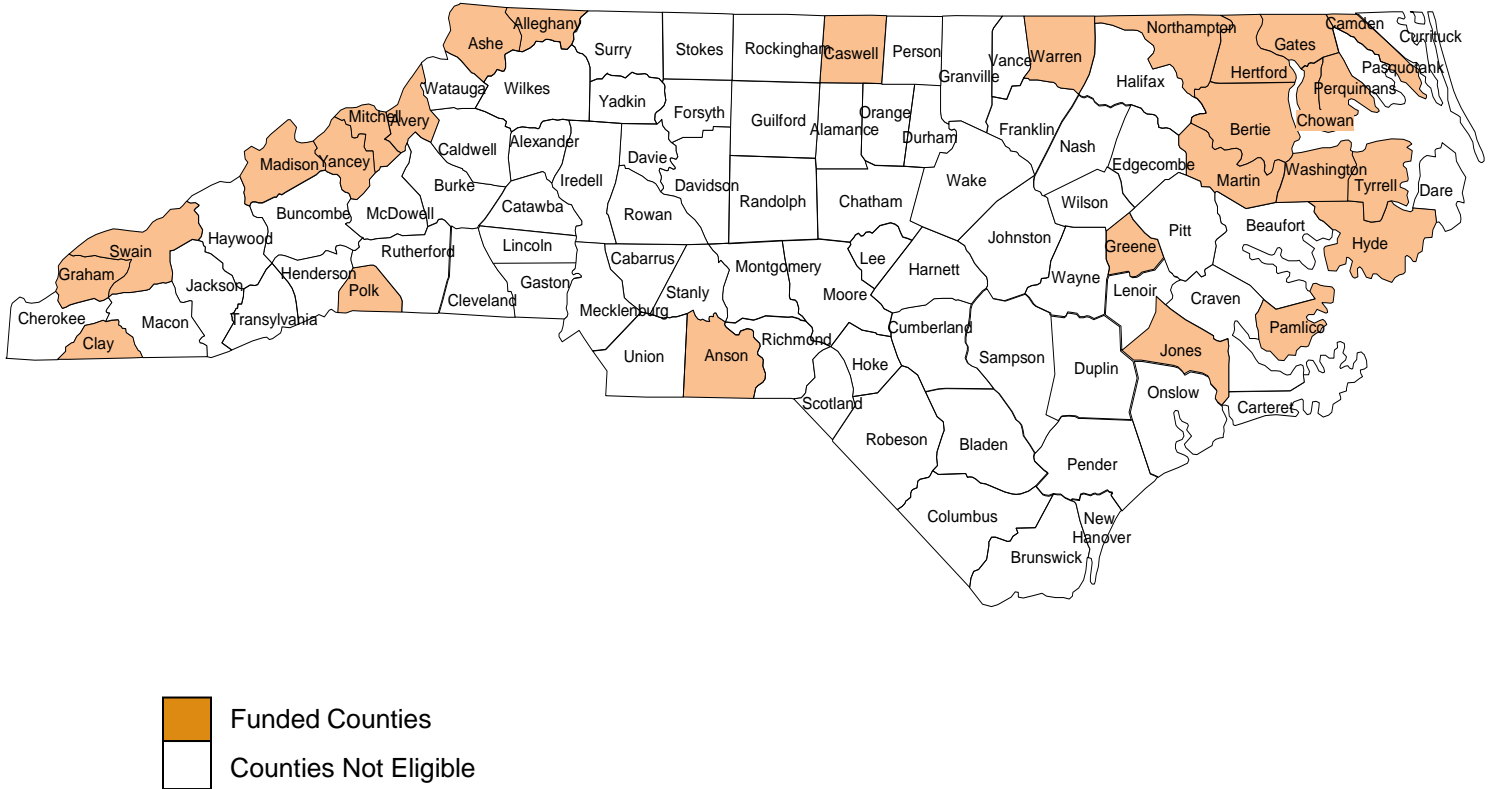 Alleghany
Ashe
Surry
Stokes
Rockingham
Caswell
Person
Granville
Vance
Warren
Northampton
Gates
Camden
Currituck
Hertford
Halifax
Pasquotank
Perquimans
Chowan
Watauga
Wilkes
Yadkin
Forsyth
Guilford
Alamance
Orange
Durham
Franklin
Nash
Edgecombe
Bertie
Mitchell
Avery
Caldwell
Alexander
Davie
Iredell
Madison
Yancey
Burke
Davidson
Wake
Martin
Washington
Tyrrell
Dare
Buncombe
McDowell
Catawba
Rowan
Randolph
Chatham
Wilson
Pitt
Beaufort
Swain
Haywood
Rutherford
Lincoln
Johnston
Greene
Hyde
Graham
Jackson
Henderson
Polk
Cleveland
Gaston
Cabarrus
Montgomery
Lee
Harnett
Wayne
Lenoir
Craven
Cherokee
Macon
Transylvania
Mecklenburg
Stanly
Moore
Clay
Union
Anson
Richmond
Cumberland
Sampson
Duplin
Jones
Pamlico
Hoke
Scotland
Onslow
Carteret
Robeson
Bladen
Pender
Columbus
New
Hanover
Brunswick
Funded Counties
Counties Not Eligible